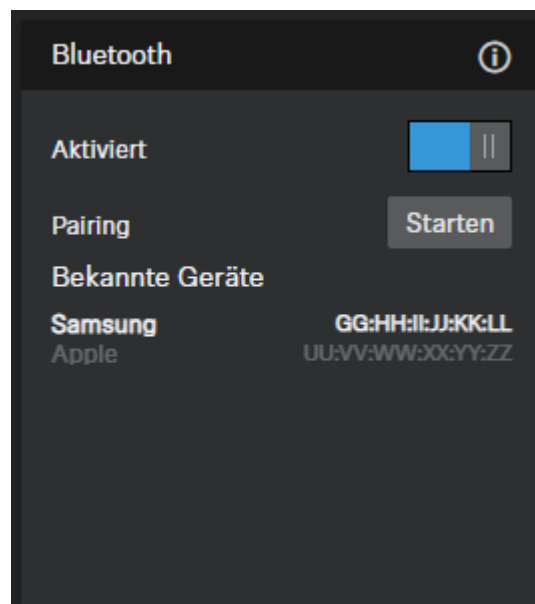 Bluetooth
Aktiviert
Pairing Starten
Bekannte Geräte
Samsung GG:HH:II:JJ:KK:LL
Apple UU:VV:WW:XX:YY:ZZ